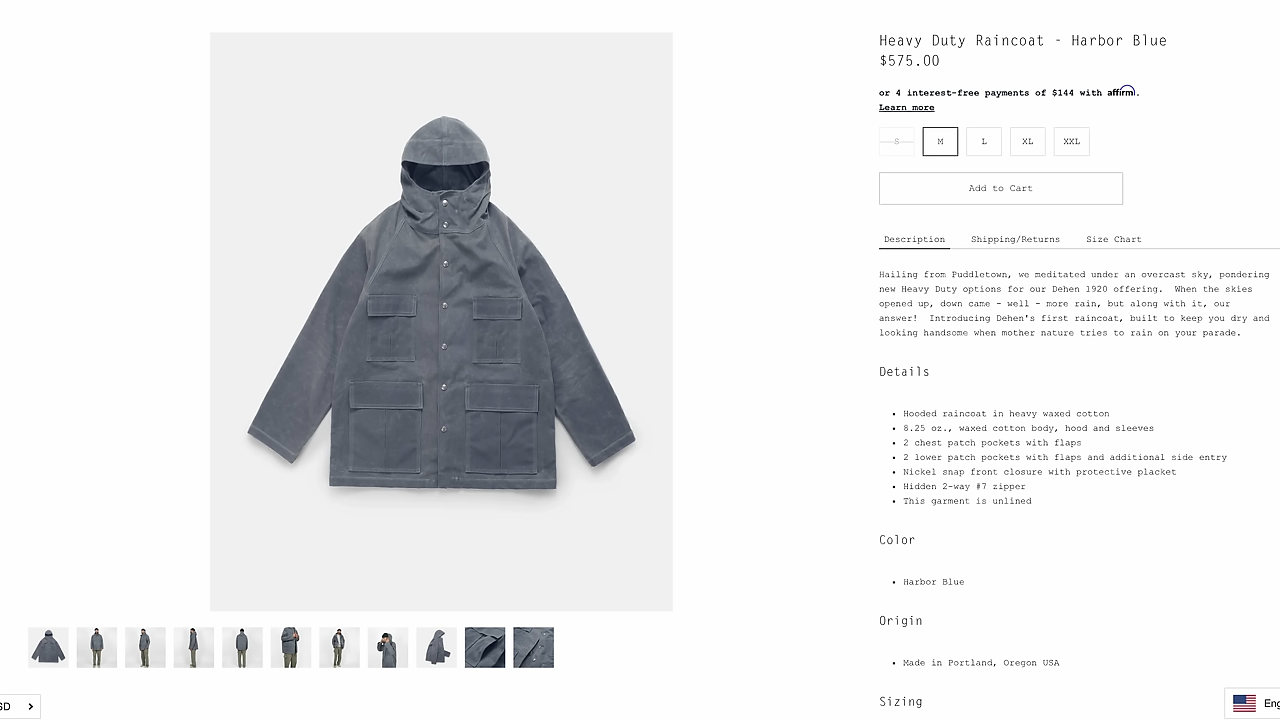 Heavy Duty Raincoat - Harbor Blue
$575.00
or 4 interest-free payments of $144 with affirm.
Learn more
S M L XL XXL
Add to Cart
Description Shipping/Returns Size Chart
Hailing from Puddletown, we meditated under an overcast sky, pondering
new Heavy Duty options for our Dehen 1920 offering. When the skies
opened up, down came - well - more rain, but along with it, our
answer! Introducing Dehen's first raincoat, built to keep you dry and
looking handsome when mother nature tries to rain on your parade.
Details
• Hooded raincoat in heavy waxed cotton
• 8.25 oz., waxed cotton body, hood and sleeves
• 2 chest patch pockets with flaps
• 2 lower patch pockets with flaps and additional side entry
• Nickel snap front closure with protective placket
• Hidden 2-way #7 zipper
• This garment is unlined
Color
• Harbor Blue
Origin
• Made in Portland, Oregon USA
Sizing
SD >
Eng